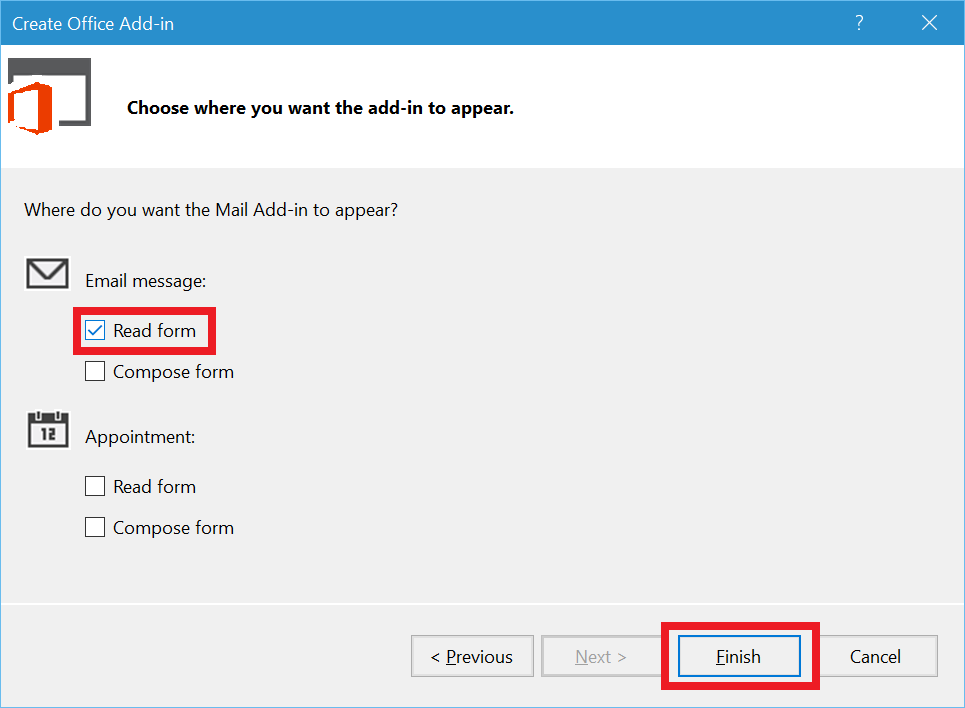 Create Office Add-in
?
Choose where you want the add-in to appear.
Where do you want the Mail Add-in to appear?
Email message:
Read form
Compose form
12
Appointment:
Read form
Compose form
< Previous
Next >
Finish
Cancel